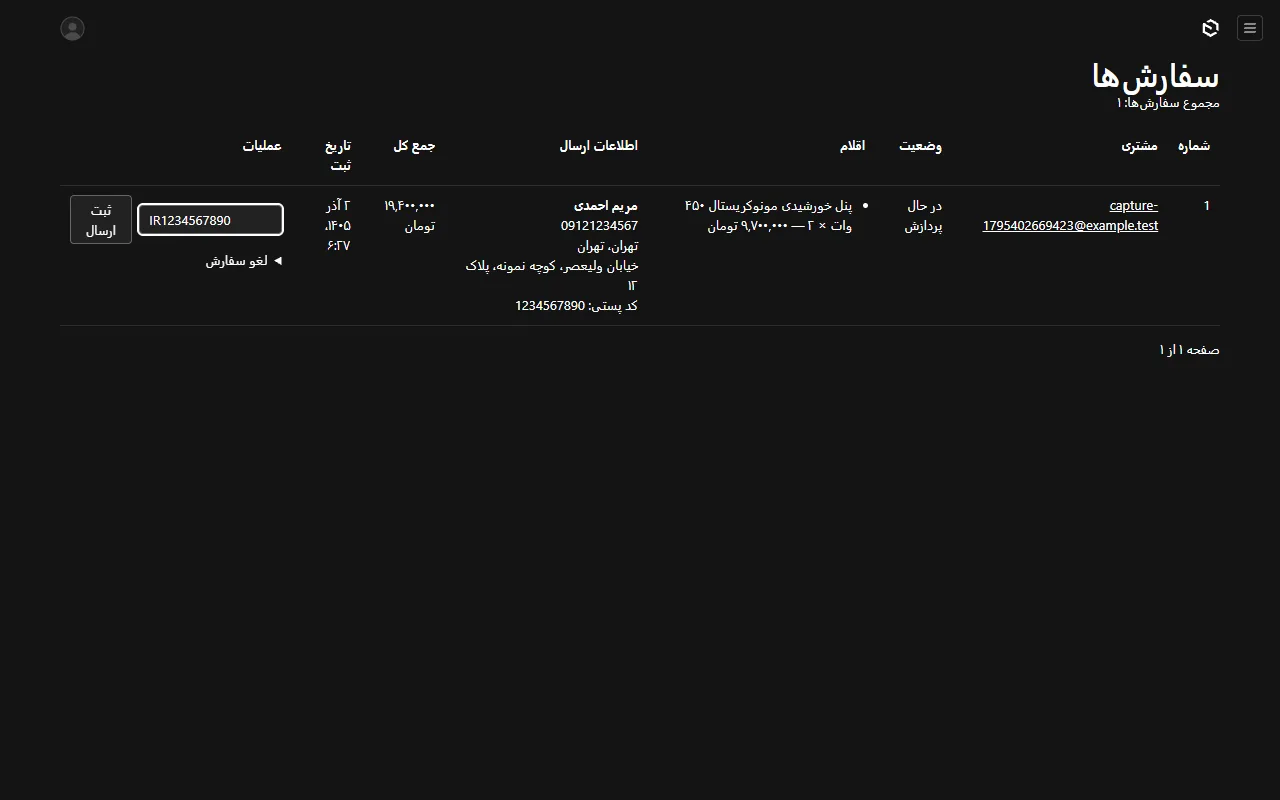 سفارش‌ها
مجموع سفارش‌ها: ۱
شماره
مشتری
وضعیت
اقلام
اطلاعات ارسال
جمع کل
تاریخ
ثبت
عملیات
1
capture-
1795402669423@example.test
در حال
پردازش
پنل خورشیدی مونوکریستال ۴۵۰
وات × ۲ — ۹,۷۰۰,۰۰۰ تومان
مریم احمدی
09121234567
تهران، تهران
خیابان ولیعصر، کوچه نمونه، پلاک
۱۲
کد پستی: 1234567890
۱۹,۴۰۰,۰۰۰
تومان
۲ آذر
۱۴۰۵،
۶:۲۷
IR1234567890
ثبت
ارسال
لغو سفارش
صفحه ۱ از ۱